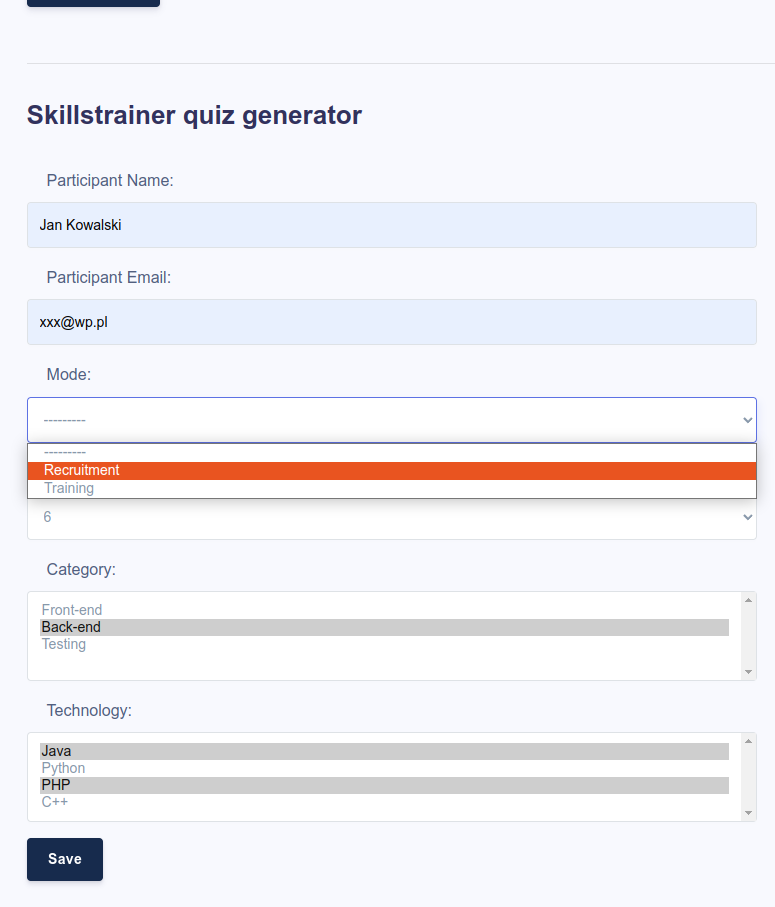 Skillstrainer quiz generator
Participant Name:
Jan Kowalski
Participant Email:
xxx@wp.pl
Mode:
---------
---------
Recruitment
Training
6
Category:
Front-end
Back-end
Testing
Technology:
Java
Python
PHP
C++
Save